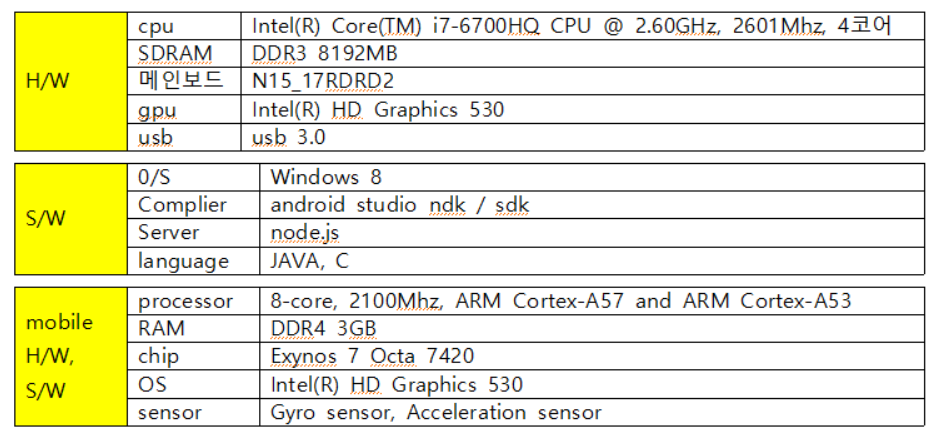 H/W
cpu Intel(R) Core(TM) i7-6700HQ CPU @ 2.60GHz, 2601Mhz, 4코어
SDRAM DDR3 8192MB
메인보드 N15_17RDRD2
gpu Intel(R) HD Graphics 530
usb usb 3.0
S/W
0/S Windows 8
Complier android studio ndk / sdk
Server node.js
language JAVA, C
mobile
H/W,
S/W
processor 8-core, 2100Mhz, ARM Cortex-A57 and ARM Cortex-A53
RAM DDR4 3GB
chip Exynos 7 Octa 7420
OS Intel(R) HD Graphics 530
sensor Gyro sensor, Acceleration sensor